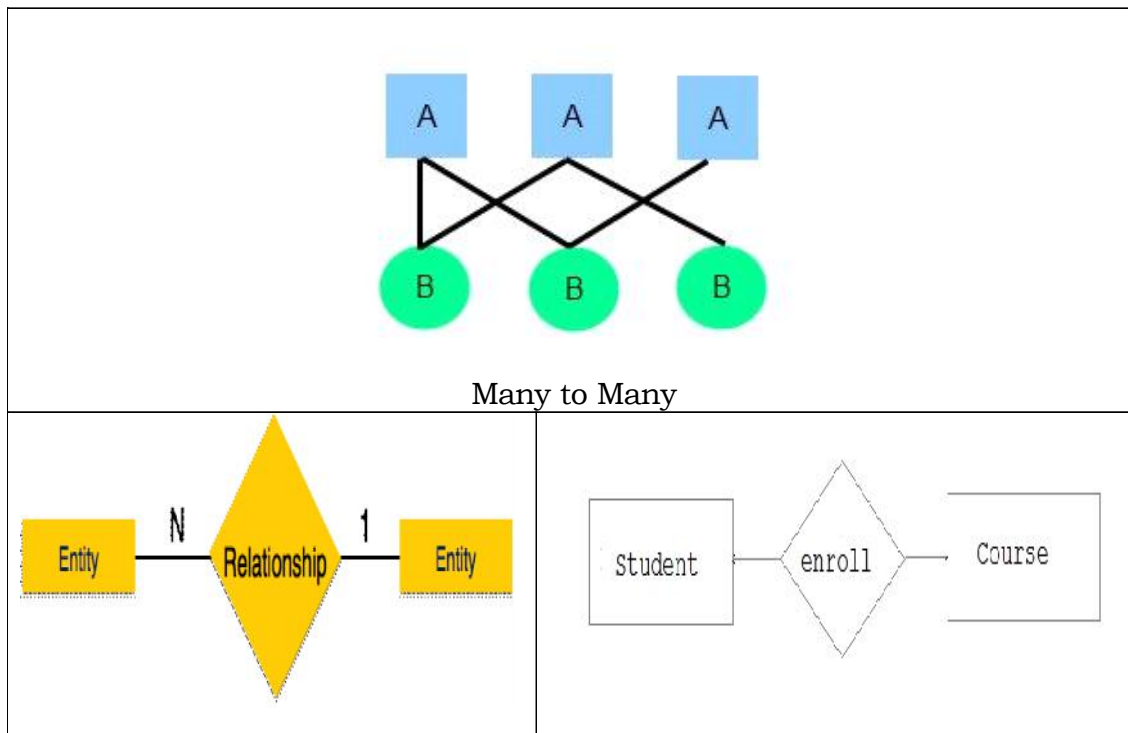 A A A
B B B
Many to Many
N 1
Entity Relationship Entity
Student enroll Course